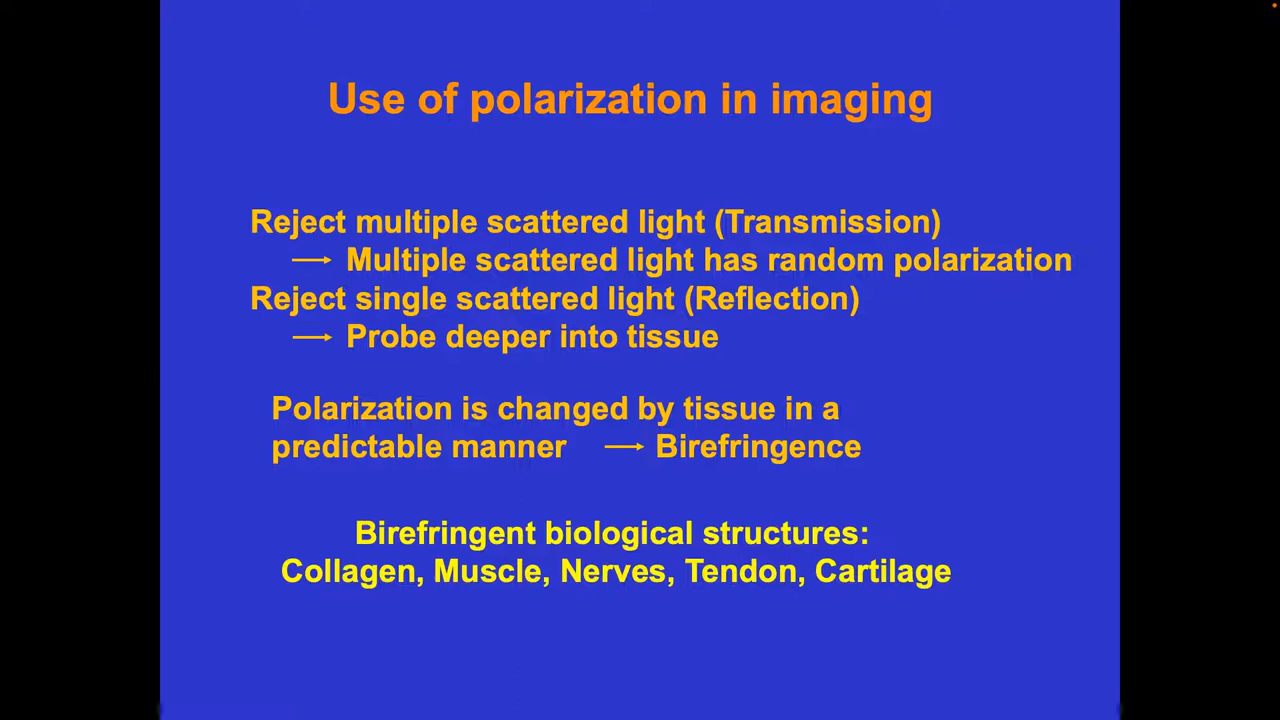 Use of polarization in imaging
Reject multiple scattered light (Transmission)
→ Multiple scattered light has random polarization
Reject single scattered light (Reflection)
→ Probe deeper into tissue
Polarization is changed by tissue in a
predictable manner → Birefringence
Birefringent biological structures:
Collagen, Muscle, Nerves, Tendon, Cartilage